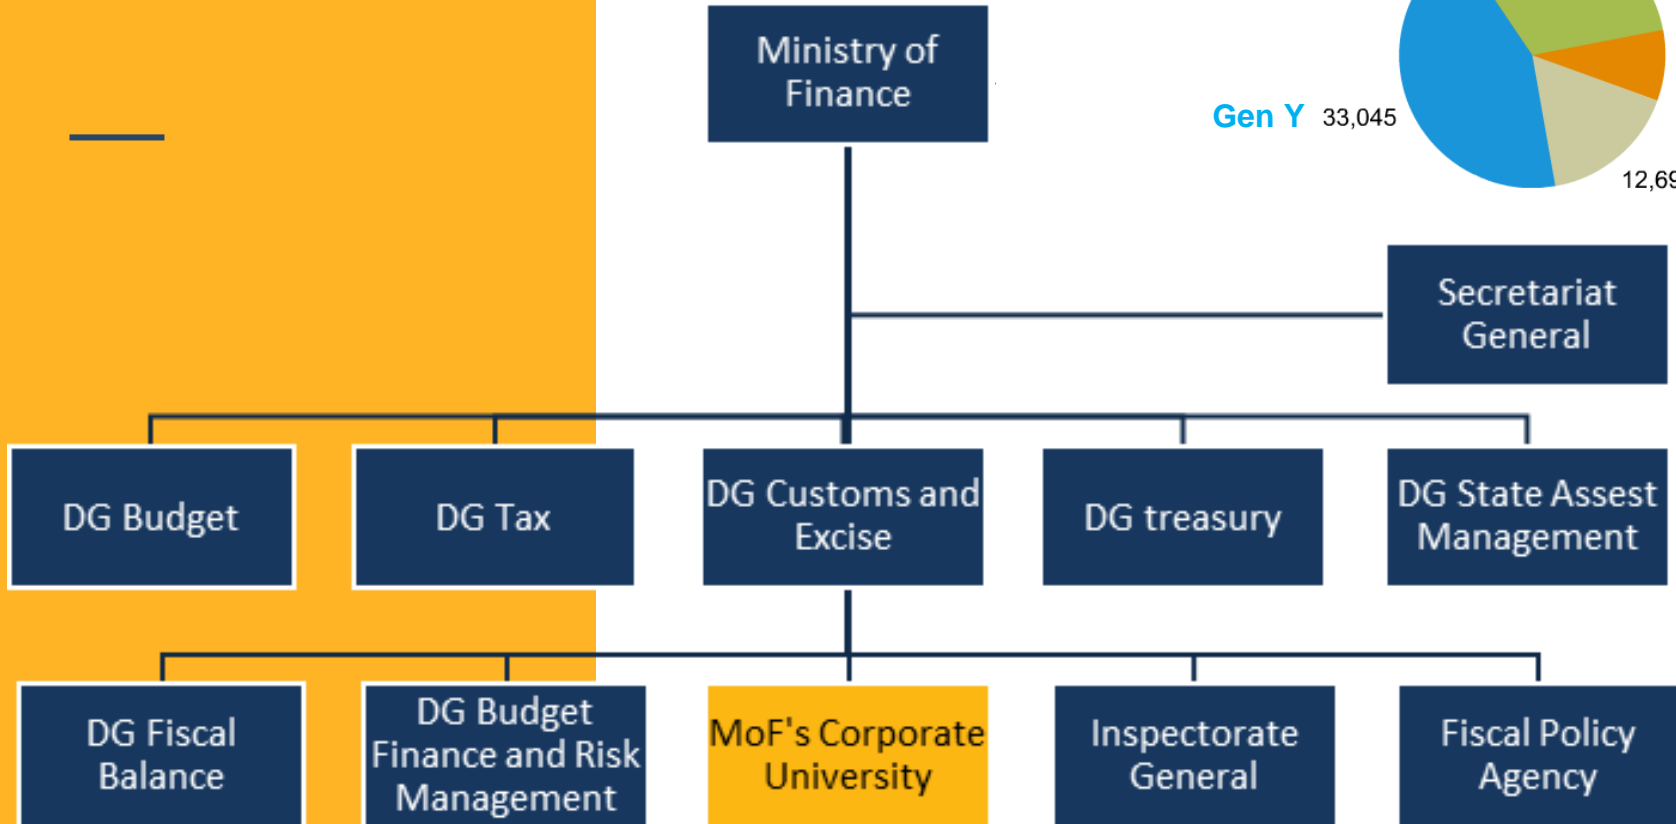 Ministry of
Finance
Gen Y 33,045
12,69
Secretariat
General
DG Budget
DG Tax
DG Customs and
Excise
DG treasury
DG State Assest
Management
DG Fiscal
Balance
DG Budget
Finance and Risk
Management
MoF's Corporate
University
Inspectorate
General
Fiscal Policy
Agency